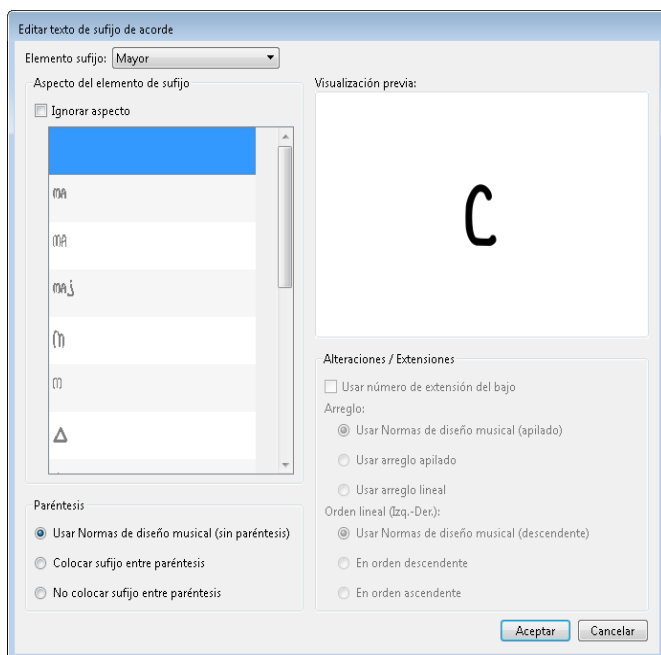 Editar texto de sufijo de acorde
Elemento sufijo: Mayor
Aspecto del elemento de sufijo
Ignorar aspecto
ma
ma
maj
m
m
Δ
Paréntesis
Usar Normas de diseño musical (sin paréntesis)
Colocar sufijo entre paréntesis
No colocar sufijo entre paréntesis
Visualización previa:
C
Alteraciones / Extensiones
Usar número de extensión del bajo
Arreglo:
Usar Normas de diseño musical (apilado)
Usar arreglo apilado
Usar arreglo lineal
Orden lineal (Izq.-Der.):
Usar Normas de diseño musical (descendente)
En orden descendente
En orden ascendente
Aceptar Cancelar